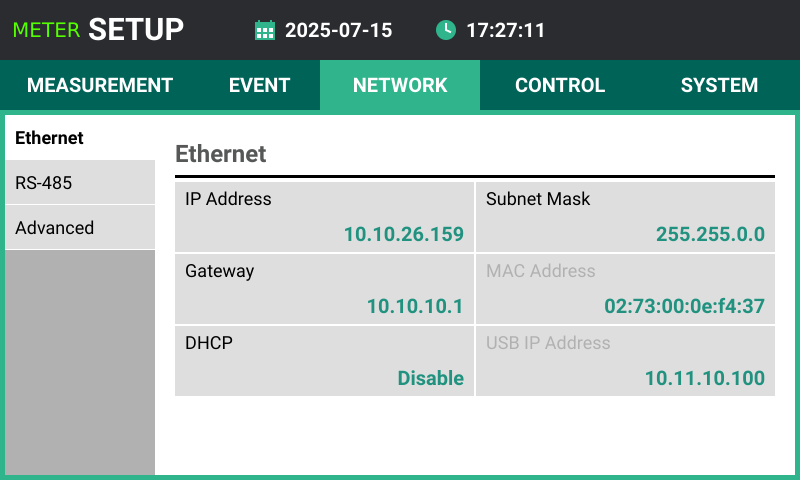 METER SETUP
2025-07-15
17:27:11
MEASUREMENT
EVENT
NETWORK
CONTROL
SYSTEM
Ethernet
RS-485
Advanced
Ethernet
IP Address
10.10.26.159
Subnet Mask
255.255.0.0
Gateway
10.10.10.1
MAC Address
02:73:00:0e:f4:37
DHCP
Disable
USB IP Address
10.11.10.100